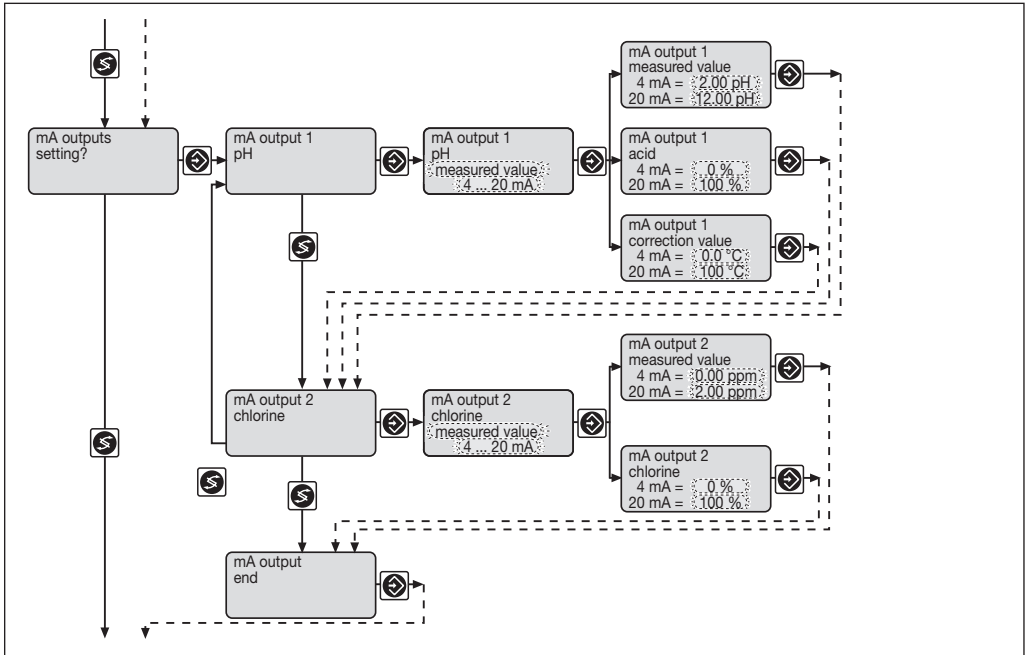 mA outputs
setting?
mA output 1
pH
mA output 1
pH
measured value
4 ... 20 mA
mA output 1
measured value
4 mA = 2.00 pH
20 mA = 12.00 pH
mA output 1
acid
4 mA = 0 %
20 mA = 100 %
mA output 1
correction value
4 mA = 0.0 °C
20 mA = 100 °C
mA output 2
chlorine
mA output 2
chlorine
measured value
4 ... 20 mA
mA output 2
measured value
4 mA = 0.00 ppm
20 mA = 2.00 ppm
mA output 2
chlorine
4 mA = 0 %
20 mA = 100 %
mA output
end